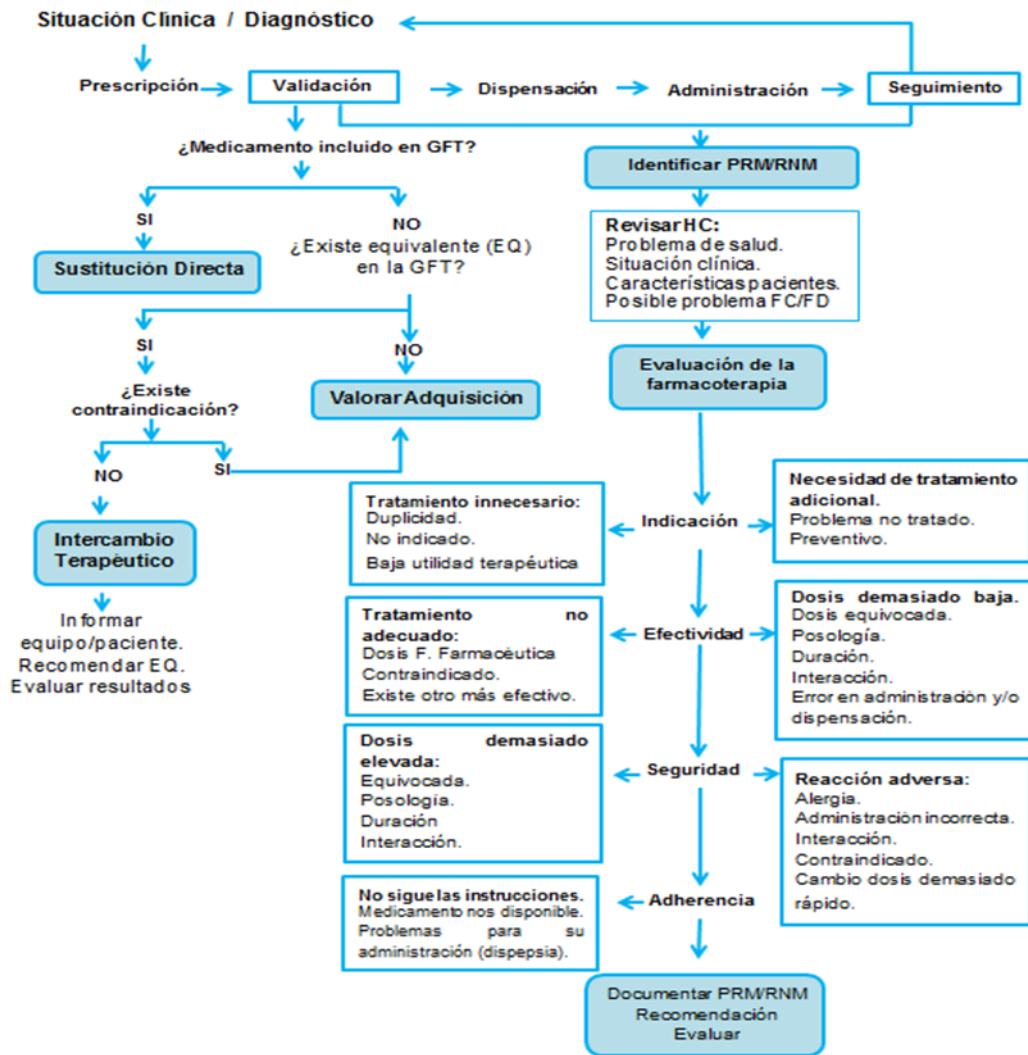 Situación Clínica / Diagnóstico
Prescripción
Validación
Dispensación
Administración
Seguimiento
¿Medicamento incluido en GFT?
SI
Sustitución Directa
NO
¿Existe equivalente (EQ)
en la GFT?
SI
¿Existe
contraindicación?
NO
Valorar Adquisición
NO
SI
Intercambio
Terapéutico
Informar
equipo/paciente.
Recomendar EQ.
Evaluar resultados
Identificar PRM/RNM
Revisar HC:
Problema de salud.
Situación clínica.
Características pacientes.
Posible problema FC/FD
Evaluación de la
farmacoterapia
Tratamiento innecesario:
Duplicidad.
No indicado.
Baja utilidad terapéutica
Indicación
Necesidad de tratamiento
adicional.
Problema no tratado.
Preventivo.
Tratamiento no
adecuado:
Dosis F. Farmacéutica
Contraindicado.
Existe otro más efectivo.
Efectividad
Dosis demasiado baja.
Dosis equivocada.
Posología.
Duración.
Interacción.
Error en administración y/o
dispensación.
Dosis demasiado
elevada:
Equivocada.
Posología.
Duración
Interacción.
Seguridad
Reacción adversa:
Alergia.
Administración incorrecta.
Interacción.
Contraindicado.
Cambio dosis demasiado
rápido.
No sigue las instrucciones.
Medicamento nos disponible.
Problemas para su
administración (dispepsia).
Adherencia
Documentar PRM/RNM
Recomendación
Evaluar